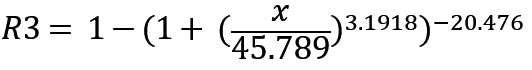 R3 = 1 − (1 + (x/45.789)^3.1918)^−20.476